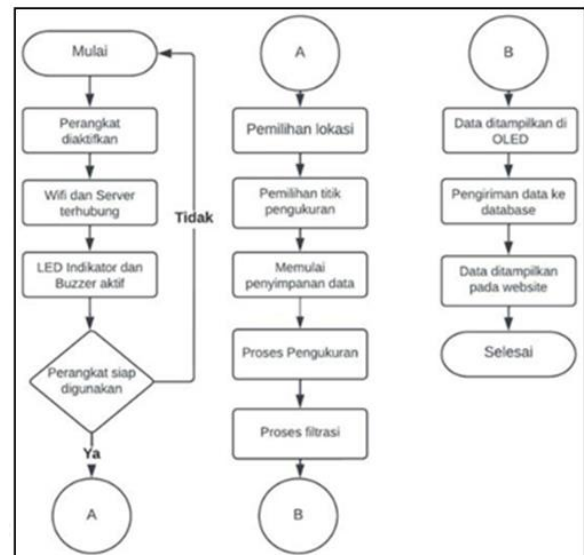 Mulai
Perangkat
diaktifkan
Wifi dan Server
terhubung
Tidak
LED Indikator dan
Buzzer aktif
Perangkat siap
digunakan
Ya
A
A
Pemilihan lokasi
Pemilihan titik
pengukuran
Memulai
penyimpanan data
Proses Pengukuran
Proses filtrasi
B
B
Data ditampilkan di
OLED
Pengiriman data ke
database
Data ditampilkan
pada website
Selesai